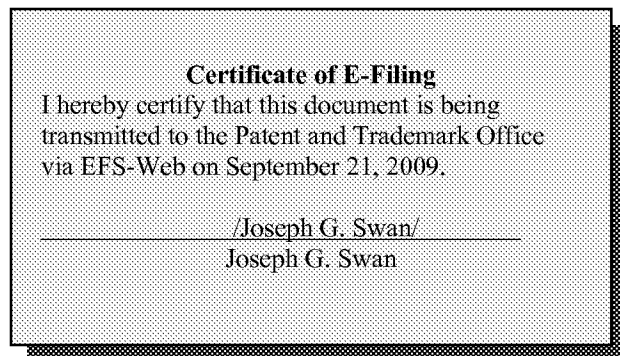 Certificate of E-Filing
I hereby certify that this document is being
transmitted to the Patent and Trademark Office
via EFS-Web on September 21, 2009.
/Joseph G. Swan/
Joseph G. Swan